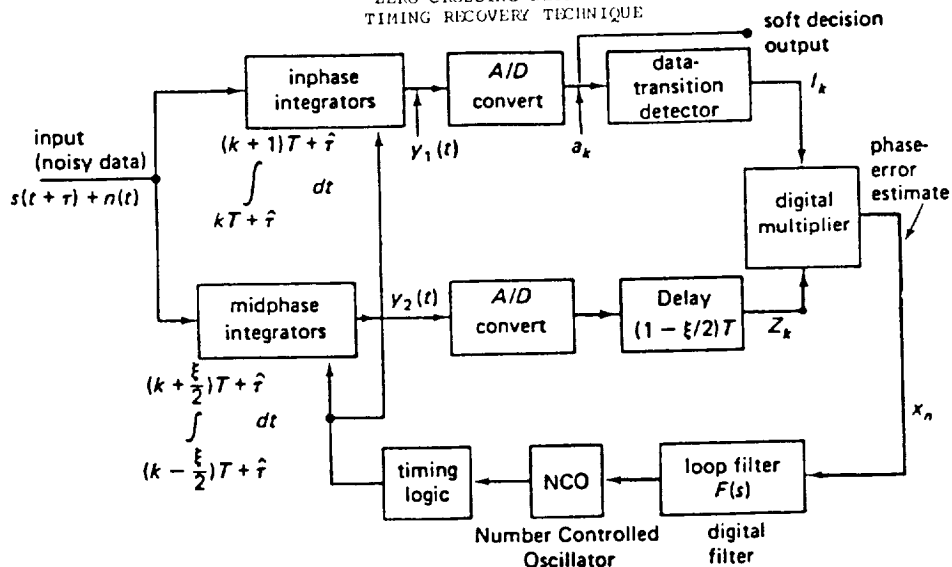 TIMING RECOVERY TECHNIQUE
soft decision
output
inphase
integrators
A/D
convert
data-
transition
detector
I_k
input
(noisy data)
s(t + τ) + n(t)
(k + 1)T + τ̂
∫ dt
kT + τ̂
y₁(t)
a_k
phase-
error
estimate
digital
multiplier
midphase
integrators
y₂(t)
A/D
convert
Delay
(1 − ξ/2)T
Z_k
(k + ξ/2)T + τ̂
∫ dt
(k − ξ/2)T + τ̂
x_n
timing
logic
NCO
loop filter
F(s)
Number Controlled
Oscillator
digital
filter